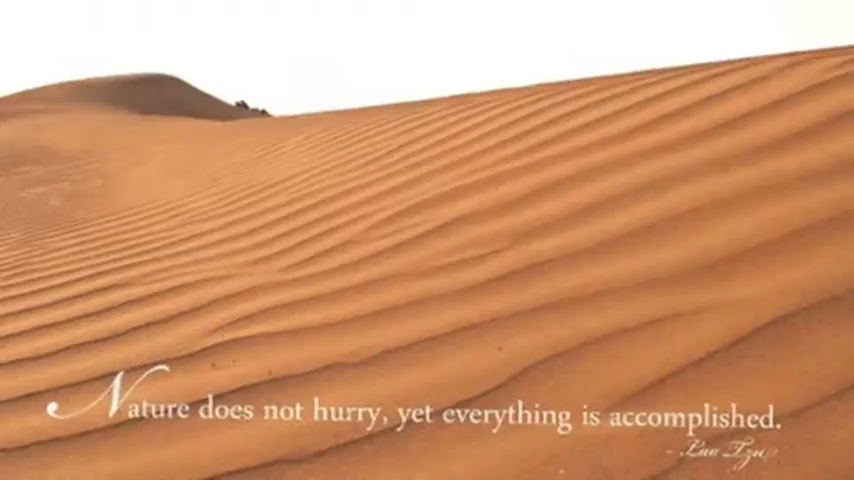 Nature does not hurry, yet everything is accomplished.
- Lao Tzu